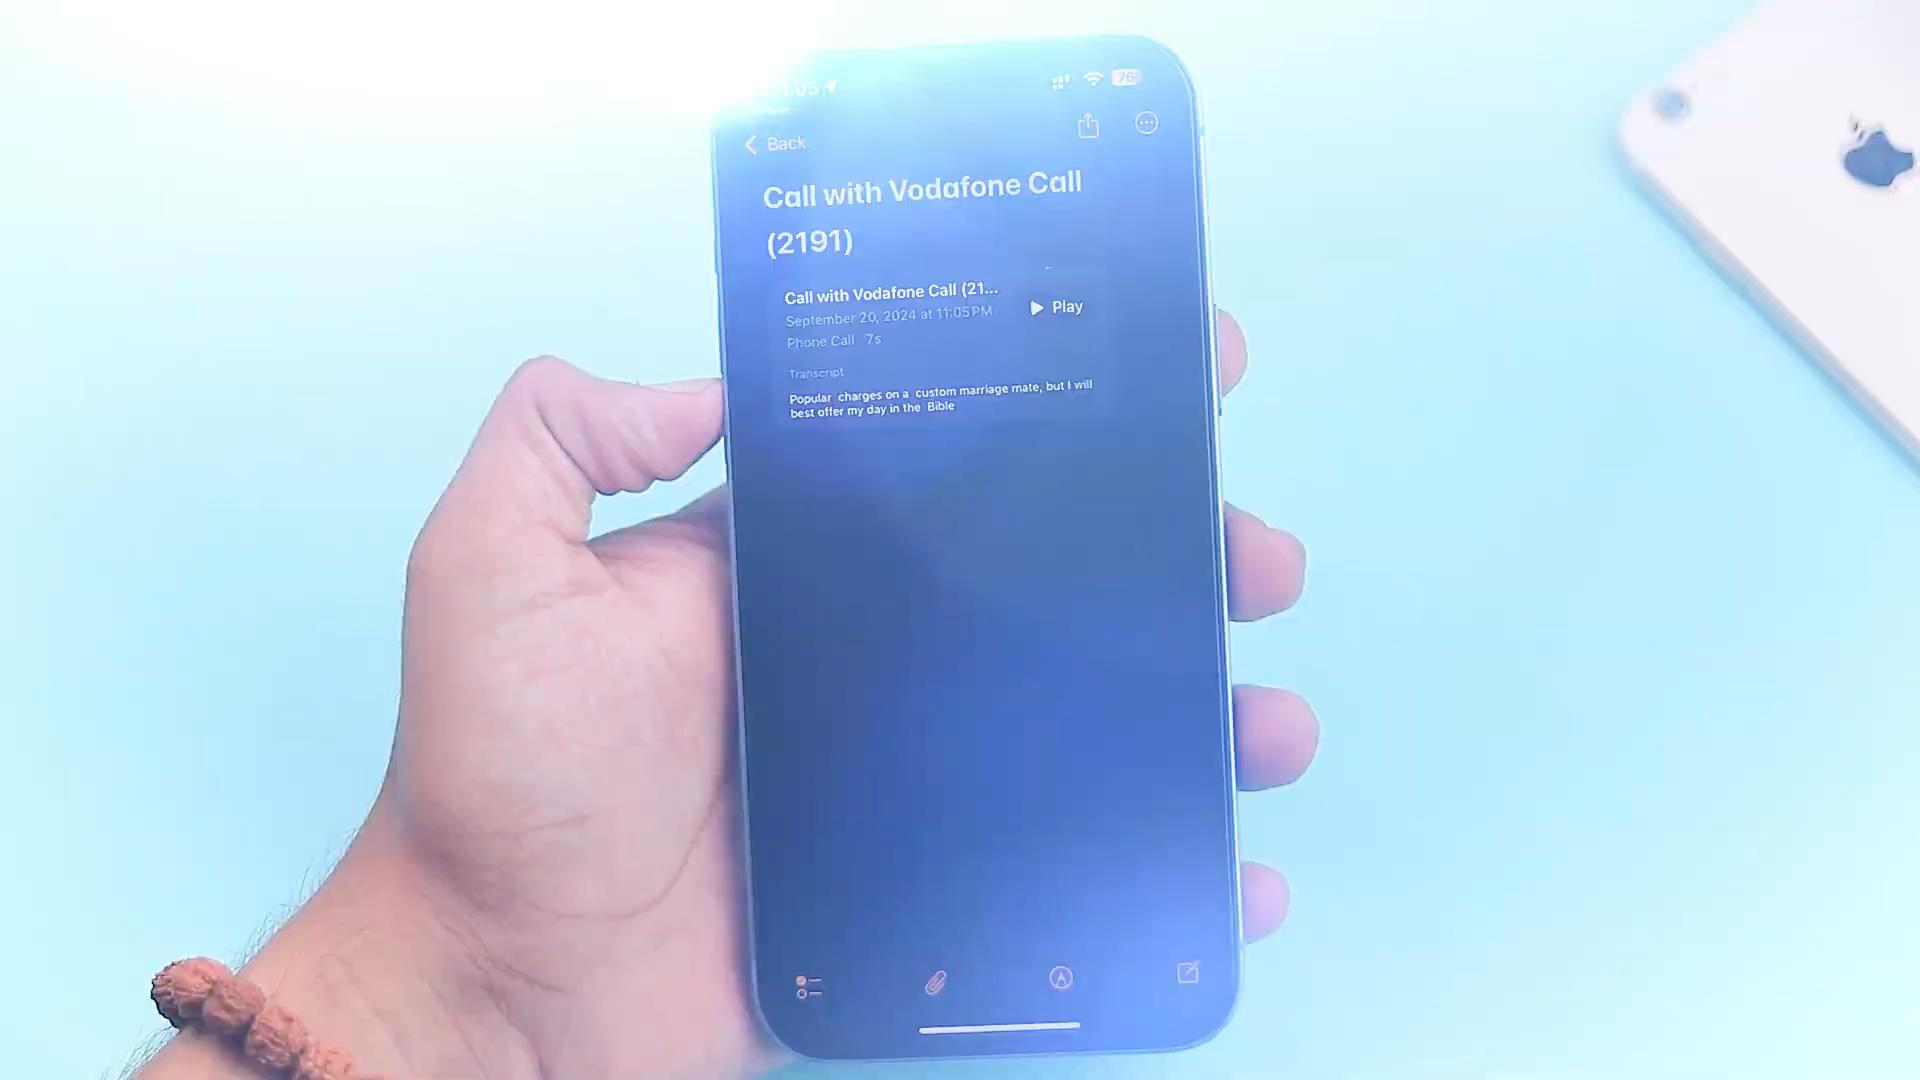 76
Back
Call with Vodafone Call
(2191)
Call with Vodafone Call (21...
September 20, 2024 at 11:05 PM
Play
Phone Call 7s
Transcript
Popular charges on a custom marriage mate, but I will
best offer my day in the Bible